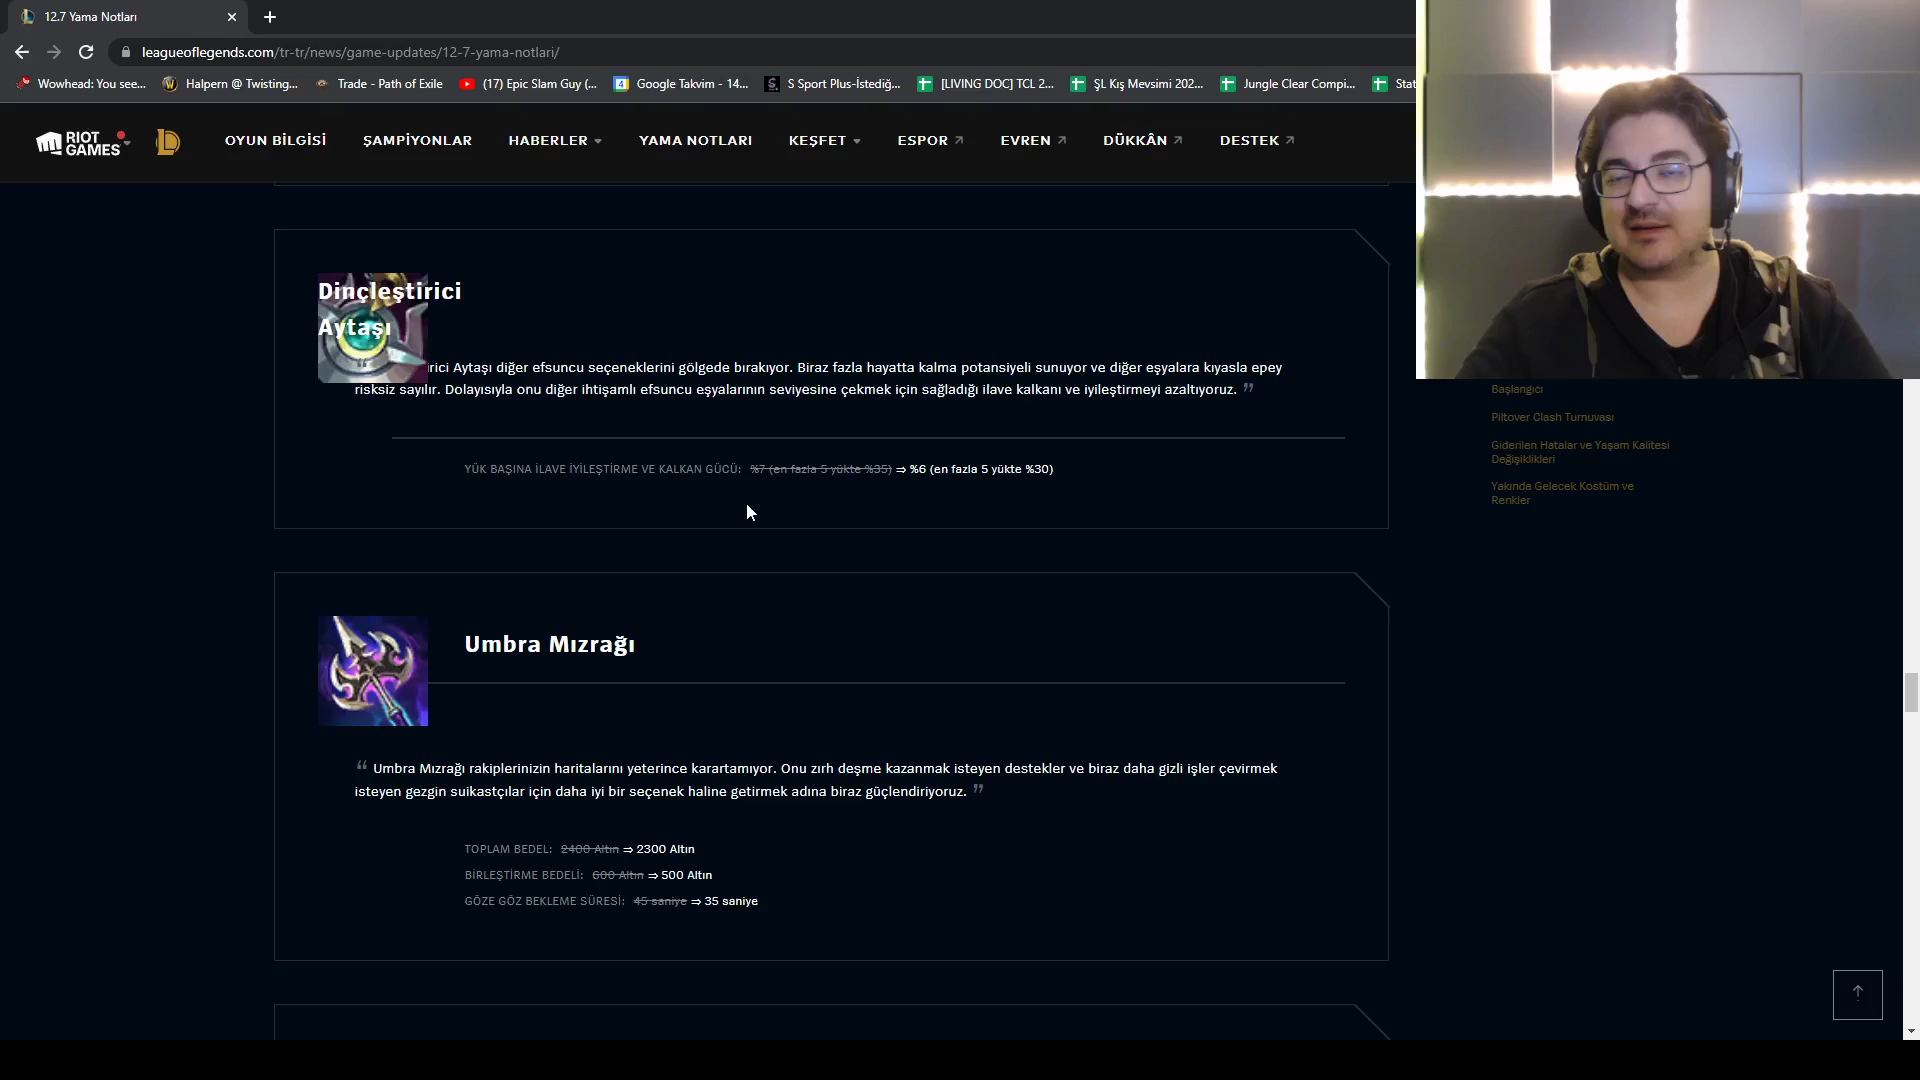 12.7 Yama Notları
leagueoflegends.com/tr-tr/news/game-updates/12-7-yama-notlari/
Wowhead: You see...
Halpern @ Twisting...
Trade - Path of Exile
(17) Epic Slam Guy (...
Google Takvim - 14...
S Sport Plus-İstediğ...
[LIVING DOC] TCL 2...
ŞL Kış Mevsimi 202...
Jungle Clear Compi...
Stat
RIOT GAMES
OYUN BİLGİSİ
ŞAMPİYONLAR
HABERLER
YAMA NOTLARI
KEŞFET
ESPOR
EVREN
DÜKKÂN
DESTEK
Dinçleştirici
Aytaşı
irici Aytaşı diğer efsuncu seçeneklerini gölgede bırakıyor. Biraz fazla hayatta kalma potansiyeli sunuyor ve diğer eşyalara kıyasla epey
risksiz sayılır. Dolayısıyla onu diğer ihtişamlı efsuncu eşyalarının seviyesine çekmek için sağladığı ilave kalkanı ve iyileştirmeyi azaltıyoruz. ”
YÜK BAŞINA İLAVE İYİLEŞTİRME VE KALKAN GÜCÜ: %7 (en fazla 5 yükte %35) ⇒ %6 (en fazla 5 yükte %30)
Umbra Mızrağı
“ Umbra Mızrağı rakiplerinizin haritalarını yeterince karartamıyor. Onu zırh deşme kazanmak isteyen destekler ve biraz daha gizli işler çevirmek
isteyen gezgin suikastçılar için daha iyi bir seçenek haline getirmek adına biraz güçlendiriyoruz. ”
TOPLAM BEDEL: 2400 Altın ⇒ 2300 Altın
BİRLEŞTİRME BEDELİ: 600 Altın ⇒ 500 Altın
GÖZE GÖZ BEKLEME SÜRESİ: 45 saniye ⇒ 35 saniye
Başlangıcı
Piltover Clash Turnuvası
Giderilen Hatalar ve Yaşam Kalitesi
Değişiklikleri
Yakında Gelecek Kostüm ve
Renkler